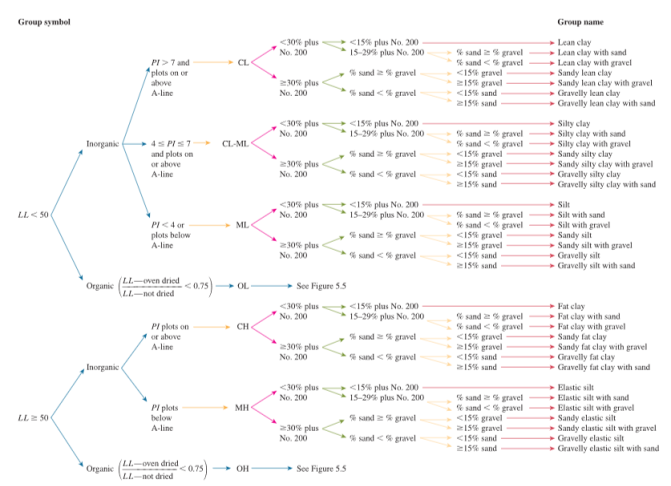 Group symbol
Group name
LL < 50
Inorganic
PI > 7 and
plots on or
above
A-line
CL
<30% plus
No. 200
<15% plus No. 200
Lean clay
15–29% plus No. 200
% sand ≥ % gravel
Lean clay with sand
% sand < % gravel
Lean clay with gravel
≥30% plus
No. 200
% sand ≥ % gravel
<15% gravel
Sandy lean clay
≥15% gravel
Sandy lean clay with gravel
% sand < % gravel
<15% sand
Gravelly lean clay
≥15% sand
Gravelly lean clay with sand
4 ≤ PI ≤ 7
and plots on
or above
A-line
CL-ML
<30% plus
No. 200
<15% plus No. 200
Silty clay
15–29% plus No. 200
% sand ≥ % gravel
Silty clay with sand
% sand < % gravel
Silty clay with gravel
≥30% plus
No. 200
% sand ≥ % gravel
<15% gravel
Sandy silty clay
≥15% gravel
Sandy silty clay with gravel
% sand < % gravel
<15% sand
Gravelly silty clay
≥15% sand
Gravelly silty clay with sand
PI < 4 or
plots below
A-line
ML
<30% plus
No. 200
<15% plus No. 200
Silt
15–29% plus No. 200
% sand ≥ % gravel
Silt with sand
% sand < % gravel
Silt with gravel
≥30% plus
No. 200
% sand ≥ % gravel
<15% gravel
Sandy silt
≥15% gravel
Sandy silt with gravel
% sand < % gravel
<15% sand
Gravelly silt
≥15% sand
Gravelly silt with sand
Organic
LL—oven dried
LL—not dried
< 0.75
OL
See Figure 5.5
LL ≥ 50
Inorganic
PI plots on
or above
A-line
CH
<30% plus
No. 200
<15% plus No. 200
Fat clay
15–29% plus No. 200
% sand ≥ % gravel
Fat clay with sand
% sand < % gravel
Fat clay with gravel
≥30% plus
No. 200
% sand ≥ % gravel
<15% gravel
Sandy fat clay
≥15% gravel
Sandy fat clay with gravel
% sand < % gravel
<15% sand
Gravelly fat clay
≥15% sand
Gravelly fat clay with sand
PI plots
below
A-line
MH
<30% plus
No. 200
<15% plus No. 200
Elastic silt
15–29% plus No. 200
% sand ≥ % gravel
Elastic silt with sand
% sand < % gravel
Elastic silt with gravel
≥30% plus
No. 200
% sand ≥ % gravel
<15% gravel
Sandy elastic silt
≥15% gravel
Sandy elastic silt with gravel
% sand < % gravel
<15% sand
Gravelly elastic silt
≥15% sand
Gravelly elastic silt with sand
Organic
LL—oven dried
LL—not dried
< 0.75
OH
See Figure 5.5